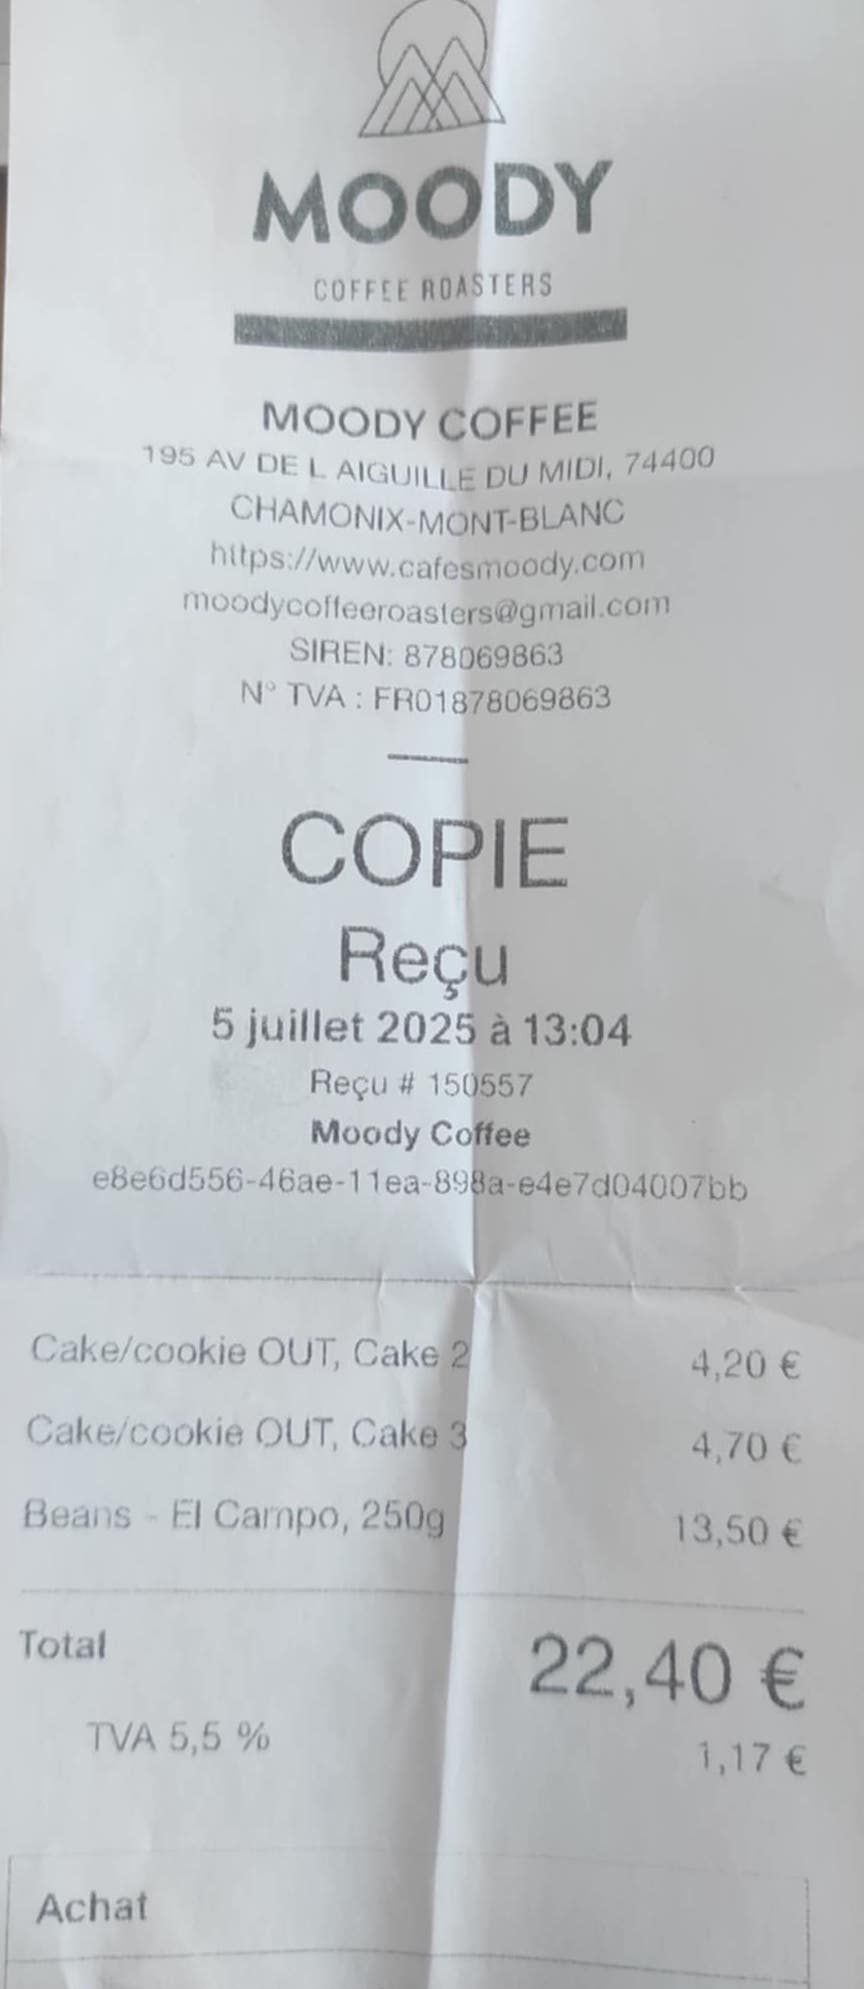 MOODY
COFFEE ROASTERS
MOODY COFFEE
195 AV DE L AIGUILLE DU MIDI, 74400
CHAMONIX-MONT-BLANC
https://www.cafesmoody.com
moodycoffeeroasters@gmail.com
SIREN: 878069863
N° TVA : FR01878069863
COPIE
Reçu
5 juillet 2025 à 13:04
Reçu # 150557
Moody Coffee
e8e6d556-46ae-11ea-898a-e4e7d04007bb
Cake/cookie OUT, Cake 2 4,20 €
Cake/cookie OUT, Cake 3 4,70 €
Beans - El Campo, 250g 13,50 €
Total 22,40 €
TVA 5,5 % 1,17 €
Achat